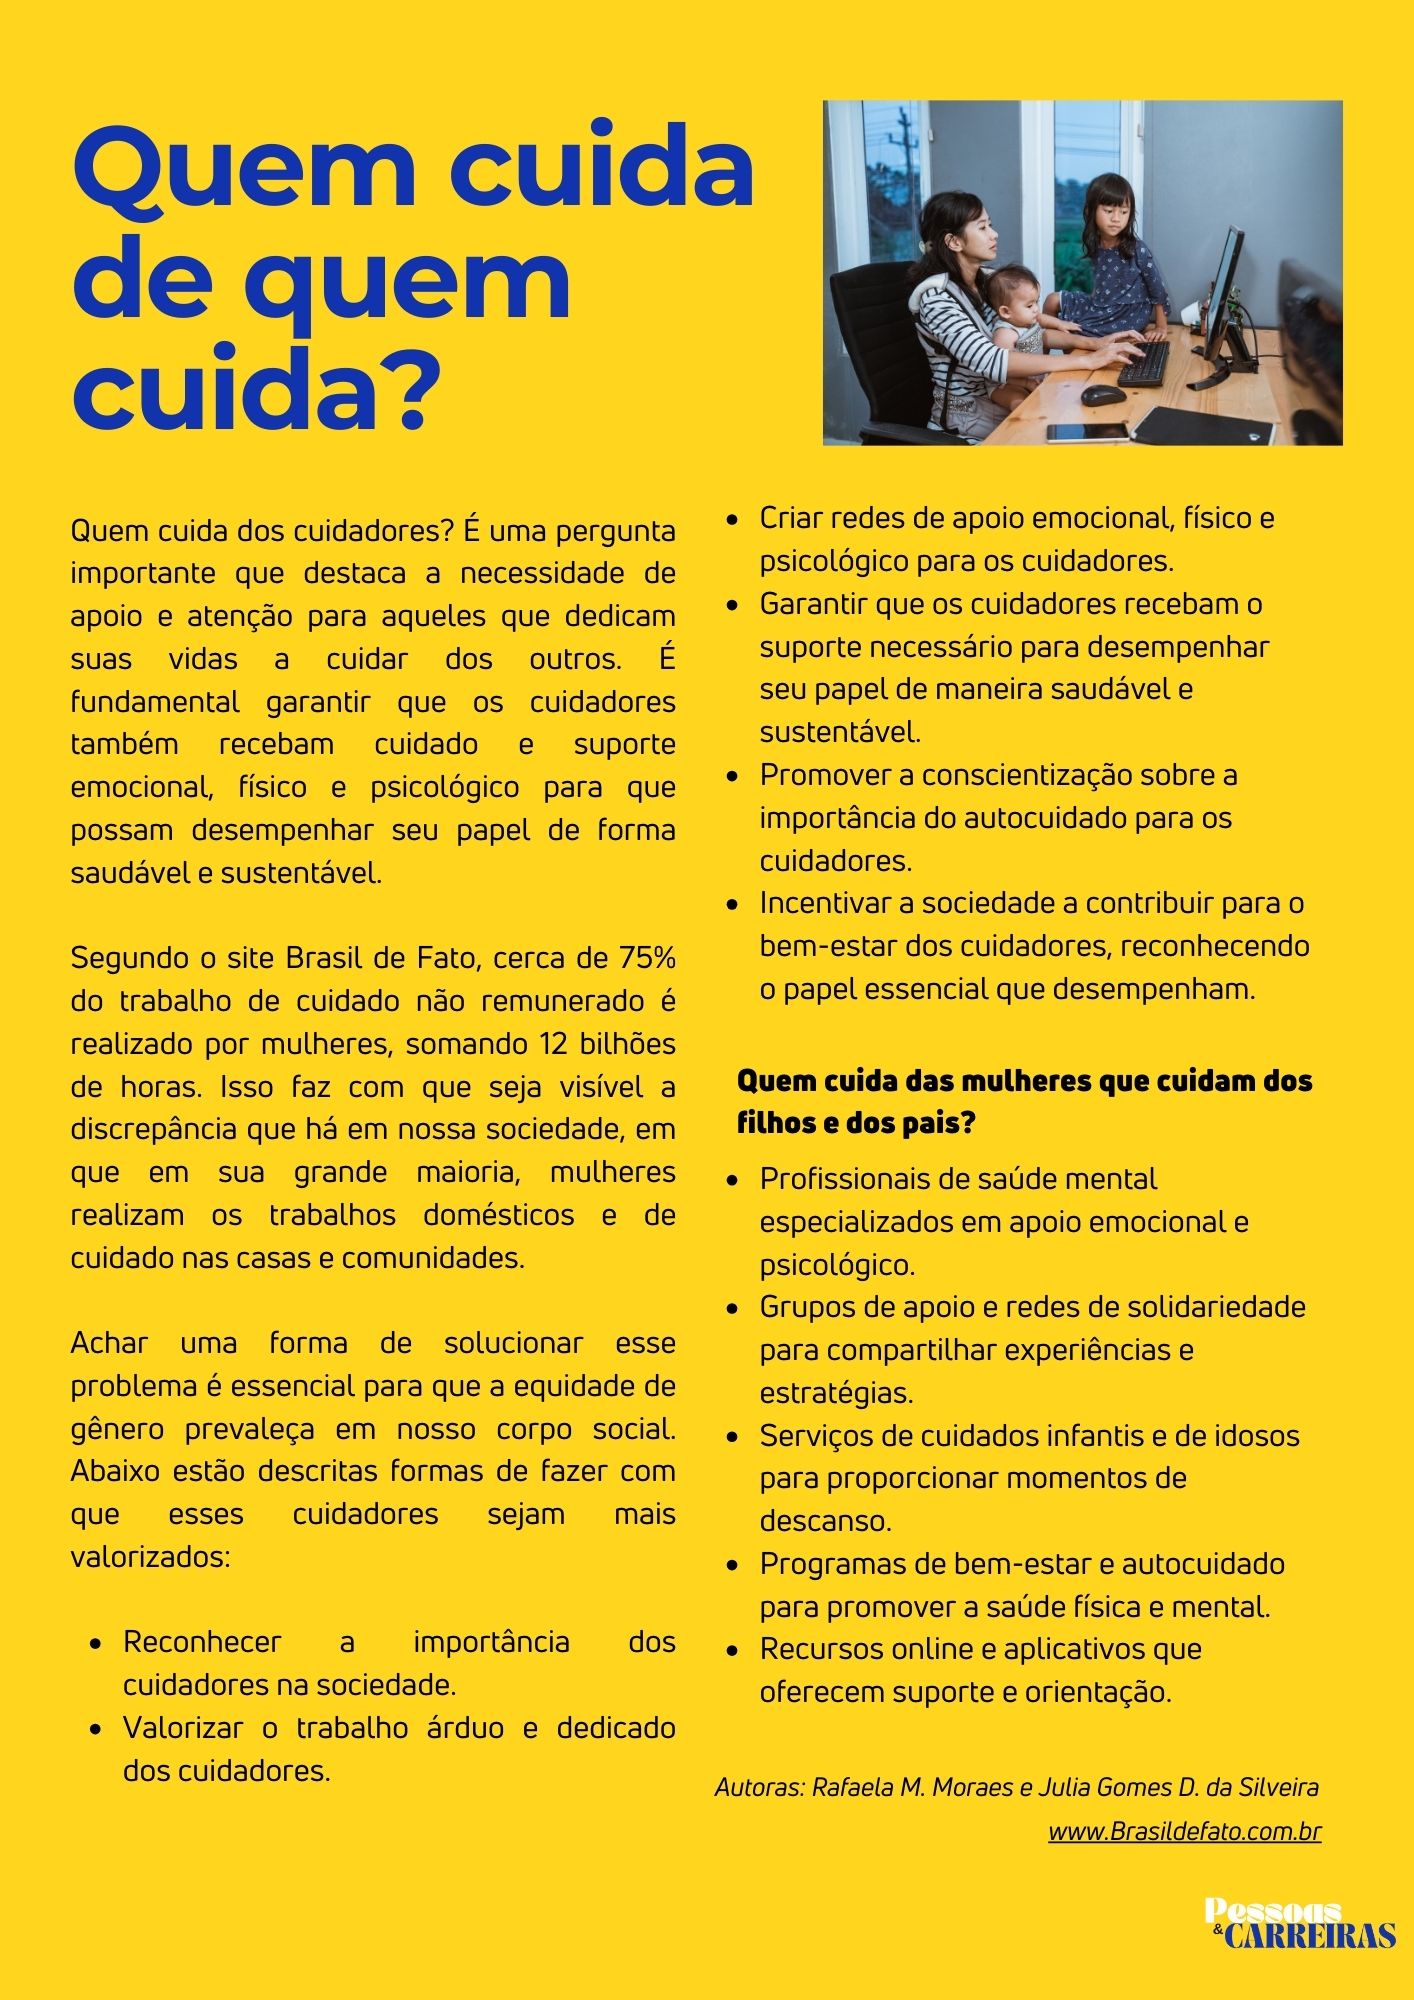 Quem cuida
de quem
cuida?
Quem cuida dos cuidadores? É uma pergunta
importante que destaca a necessidade de
apoio e atenção para aqueles que dedicam
suas vidas a cuidar dos outros. É
fundamental garantir que os cuidadores
também recebam cuidado e suporte
emocional, físico e psicológico para que
possam desempenhar seu papel de forma
saudável e sustentável.
Segundo o site Brasil de Fato, cerca de 75%
do trabalho de cuidado não remunerado é
realizado por mulheres, somando 12 bilhões
de horas. Isso faz com que seja visível a
discrepância que há em nossa sociedade, em
que em sua grande maioria, mulheres
realizam os trabalhos domésticos e de
cuidado nas casas e comunidades.
Achar uma forma de solucionar esse
problema é essencial para que a equidade de
gênero prevaleça em nosso corpo social.
Abaixo estão descritas formas de fazer com
que esses cuidadores sejam mais
valorizados:
• Reconhecer a importância dos
cuidadores na sociedade.
• Valorizar o trabalho árduo e dedicado
dos cuidadores.
• Criar redes de apoio emocional, físico e
psicológico para os cuidadores.
• Garantir que os cuidadores recebam o
suporte necessário para desempenhar
seu papel de maneira saudável e
sustentável.
• Promover a conscientização sobre a
importância do autocuidado para os
cuidadores.
• Incentivar a sociedade a contribuir para o
bem-estar dos cuidadores, reconhecendo
o papel essencial que desempenham.
Quem cuida das mulheres que cuidam dos
filhos e dos pais?
• Profissionais de saúde mental
especializados em apoio emocional e
psicológico.
• Grupos de apoio e redes de solidariedade
para compartilhar experiências e
estratégias.
• Serviços de cuidados infantis e de idosos
para proporcionar momentos de
descanso.
• Programas de bem-estar e autocuidado
para promover a saúde física e mental.
• Recursos online e aplicativos que
oferecem suporte e orientação.
Autoras: Rafaela M. Moraes e Julia Gomes D. da Silveira
www.Brasildefato.com.br
Pessoas
&CARREIRAS